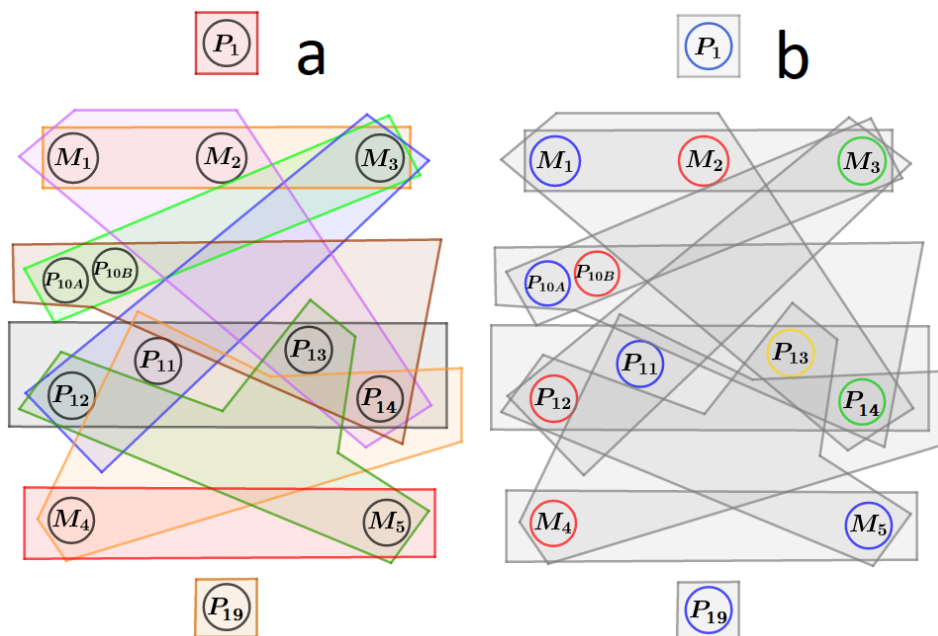 P₁ a
M₁ M₂ M₃
P₁₀A P₁₀B
P₁₁ P₁₃
P₁₂ P₁₄
M₄ M₅
P₁₉
P₁ b
M₁ M₂ M₃
P₁₀A P₁₀B
P₁₁ P₁₃
P₁₂ P₁₄
M₄ M₅
P₁₉